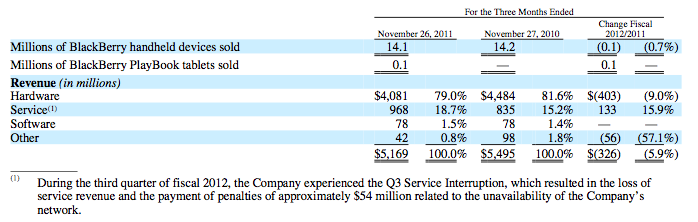 For the Three Months Ended
Change Fiscal
November 26, 2011 November 27, 2010 2012/2011
Millions of BlackBerry handheld devices sold 14.1 14.2 (0.1) (0.7%)
Millions of BlackBerry PlayBook tablets sold 0.1 — 0.1 —
Revenue (in millions)
Hardware $4,081 79.0% $4,484 81.6% $(403) (9.0%)
Service(1) 968 18.7% 835 15.2% 133 15.9%
Software 78 1.5% 78 1.4% — —
Other 42 0.8% 98 1.8% (56) (57.1%)
$5,169 100.0% $5,495 100.0% $(326) (5.9%)
(1) During the third quarter of fiscal 2012, the Company experienced the Q3 Service Interruption, which resulted in the loss of
service revenue and the payment of penalties of approximately $54 million related to the unavailability of the Company's
network.